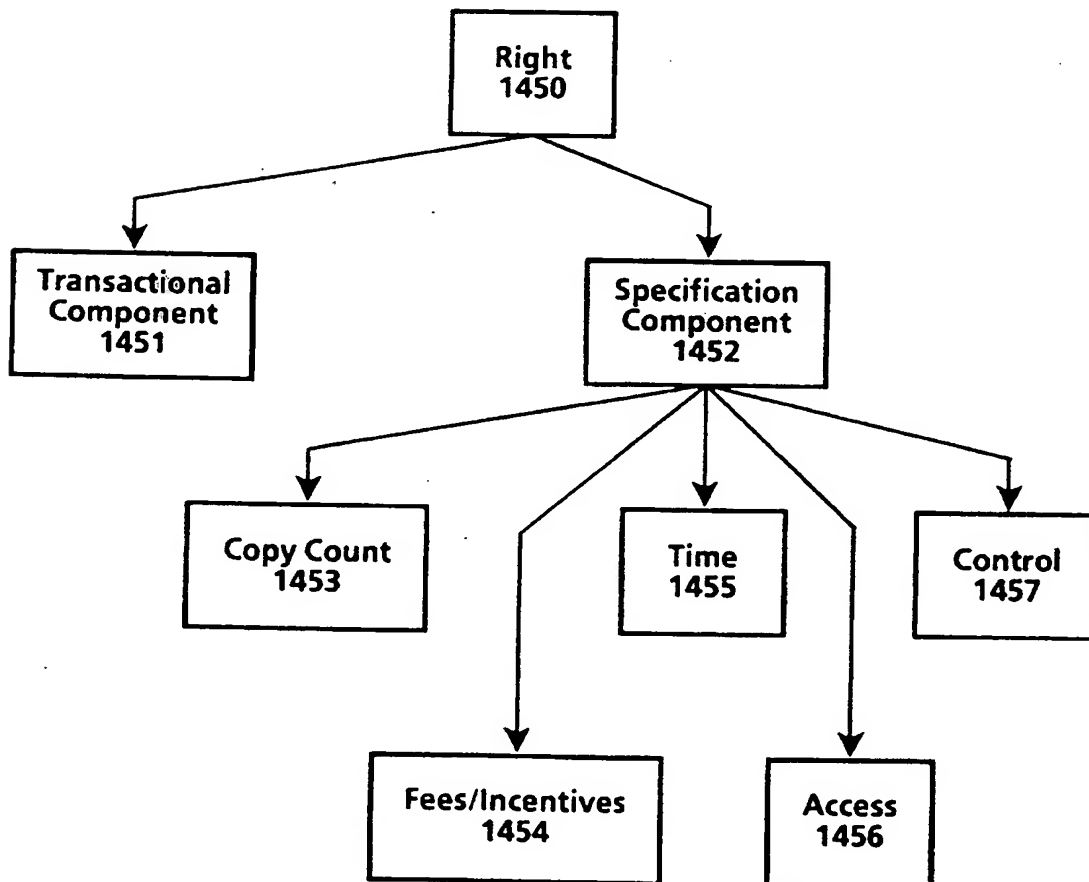 Right
1450
Transactional
Component
1451
Specification
Component
1452
Copy Count
1453
Time
1455
Control
1457
Fees/Incentives
1454
Access
1456